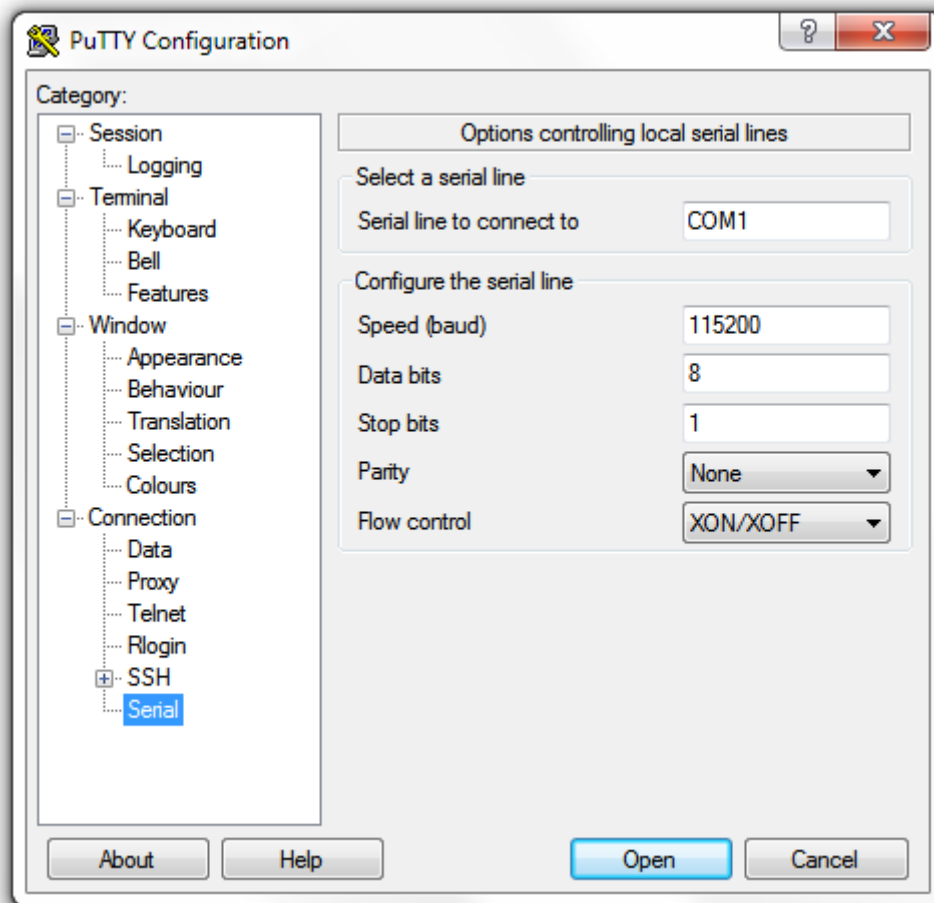 PuTTY Configuration
?
X
Category:
Session
Logging
Terminal
Keyboard
Bell
Features
Window
Appearance
Behaviour
Translation
Selection
Colours
Connection
Data
Proxy
Telnet
Rlogin
SSH
Serial
Options controlling local serial lines
Select a serial line
Serial line to connect to COM1
Configure the serial line
Speed (baud) 115200
Data bits 8
Stop bits 1
Parity None
Flow control XON/XOFF
About Help Open Cancel